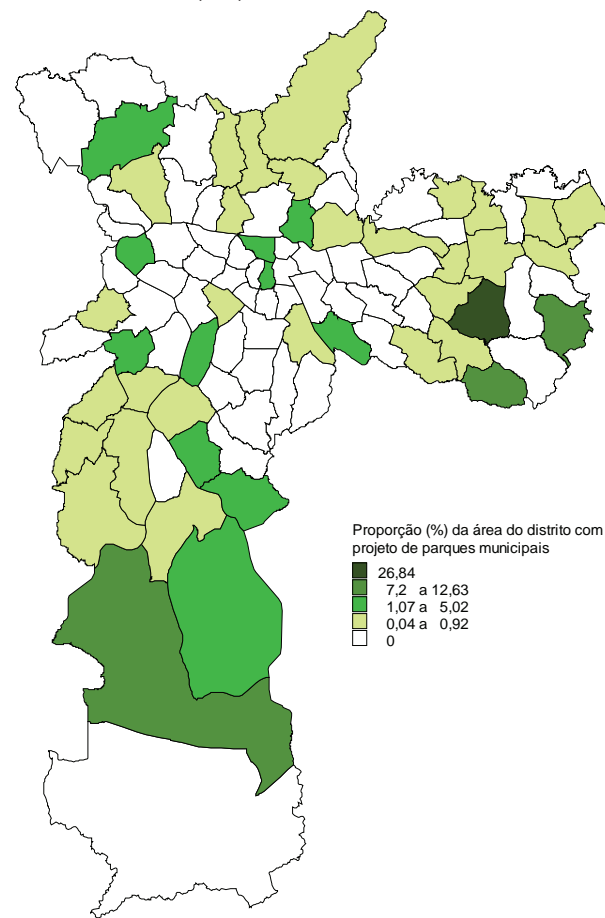 Proporção (%) da área do distrito com
projeto de parques municipais
26,84
7,2 a 12,63
1,07 a 5,02
0,04 a 0,92
0